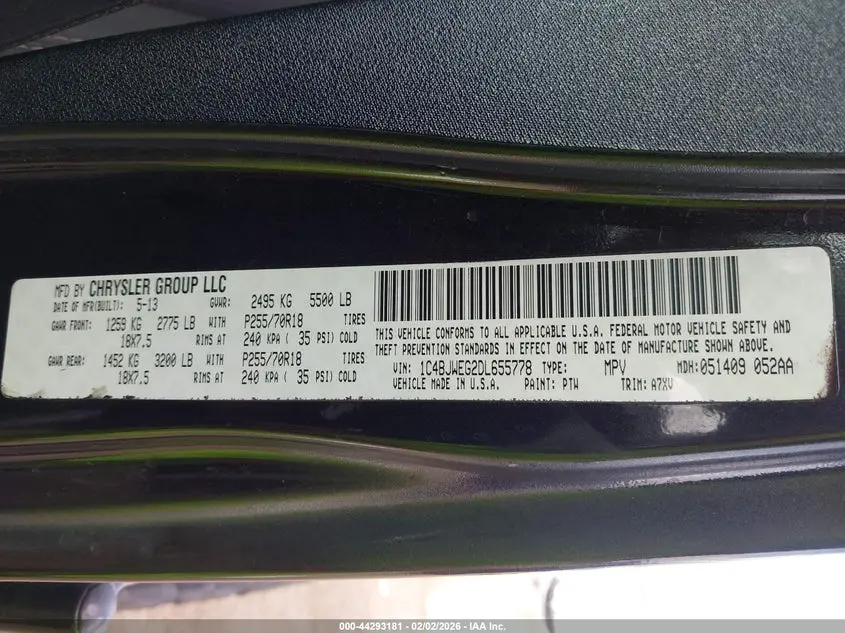 MFD BY CHRYSLER GROUP LLC
DATE OF MFR(BUILT): 5-13 GVWR: 2495 KG 5500 LB
GAWR FRONT: 1259 KG 2775 LB WITH P255/70R18 TIRES
18X7.5 RIMS AT 240 KPA ( 35 PSI) COLD
GAWR REAR: 1452 KG 3200 LB WITH P255/70R18 TIRES
18X7.5 RIMS AT 240 KPA ( 35 PSI) COLD
THIS VEHICLE CONFORMS TO ALL APPLICABLE U.S.A. FEDERAL MOTOR VEHICLE SAFETY AND
THEFT PREVENTION STANDARDS IN EFFECT ON THE DATE OF MANUFACTURE SHOWN ABOVE.
VIN: 1C4BJWEG2DL655778 TYPE: MPV MDH: 051409 052AA
VEHICLE MADE IN U.S.A. PAINT: PTW TRIM: A7XV
000-44293181 - 02/02/2026 - IAA Inc.